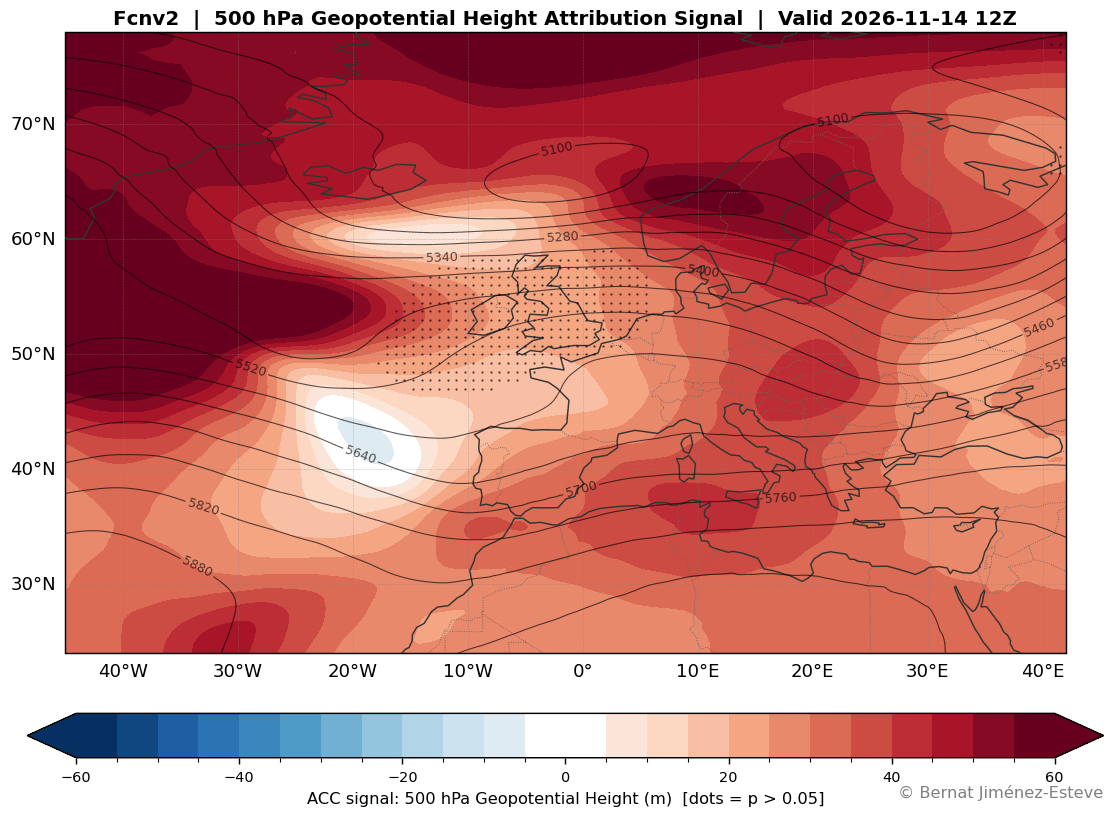 Fcnv2 | 500 hPa Geopotential Height Attribution Signal | Valid 2026-11-14 12Z
70°N
60°N
50°N
40°N
30°N
5100
5100
5280
5340
5400
5460
5520
558
5640
5700
5760
5820
5880
40°W
30°W
20°W
10°W
0°
10°E
20°E
30°E
40°E
−60
−40
−20
0
20
40
60
ACC signal: 500 hPa Geopotential Height (m) [dots = p > 0.05]
© Bernat Jiménez-Esteve